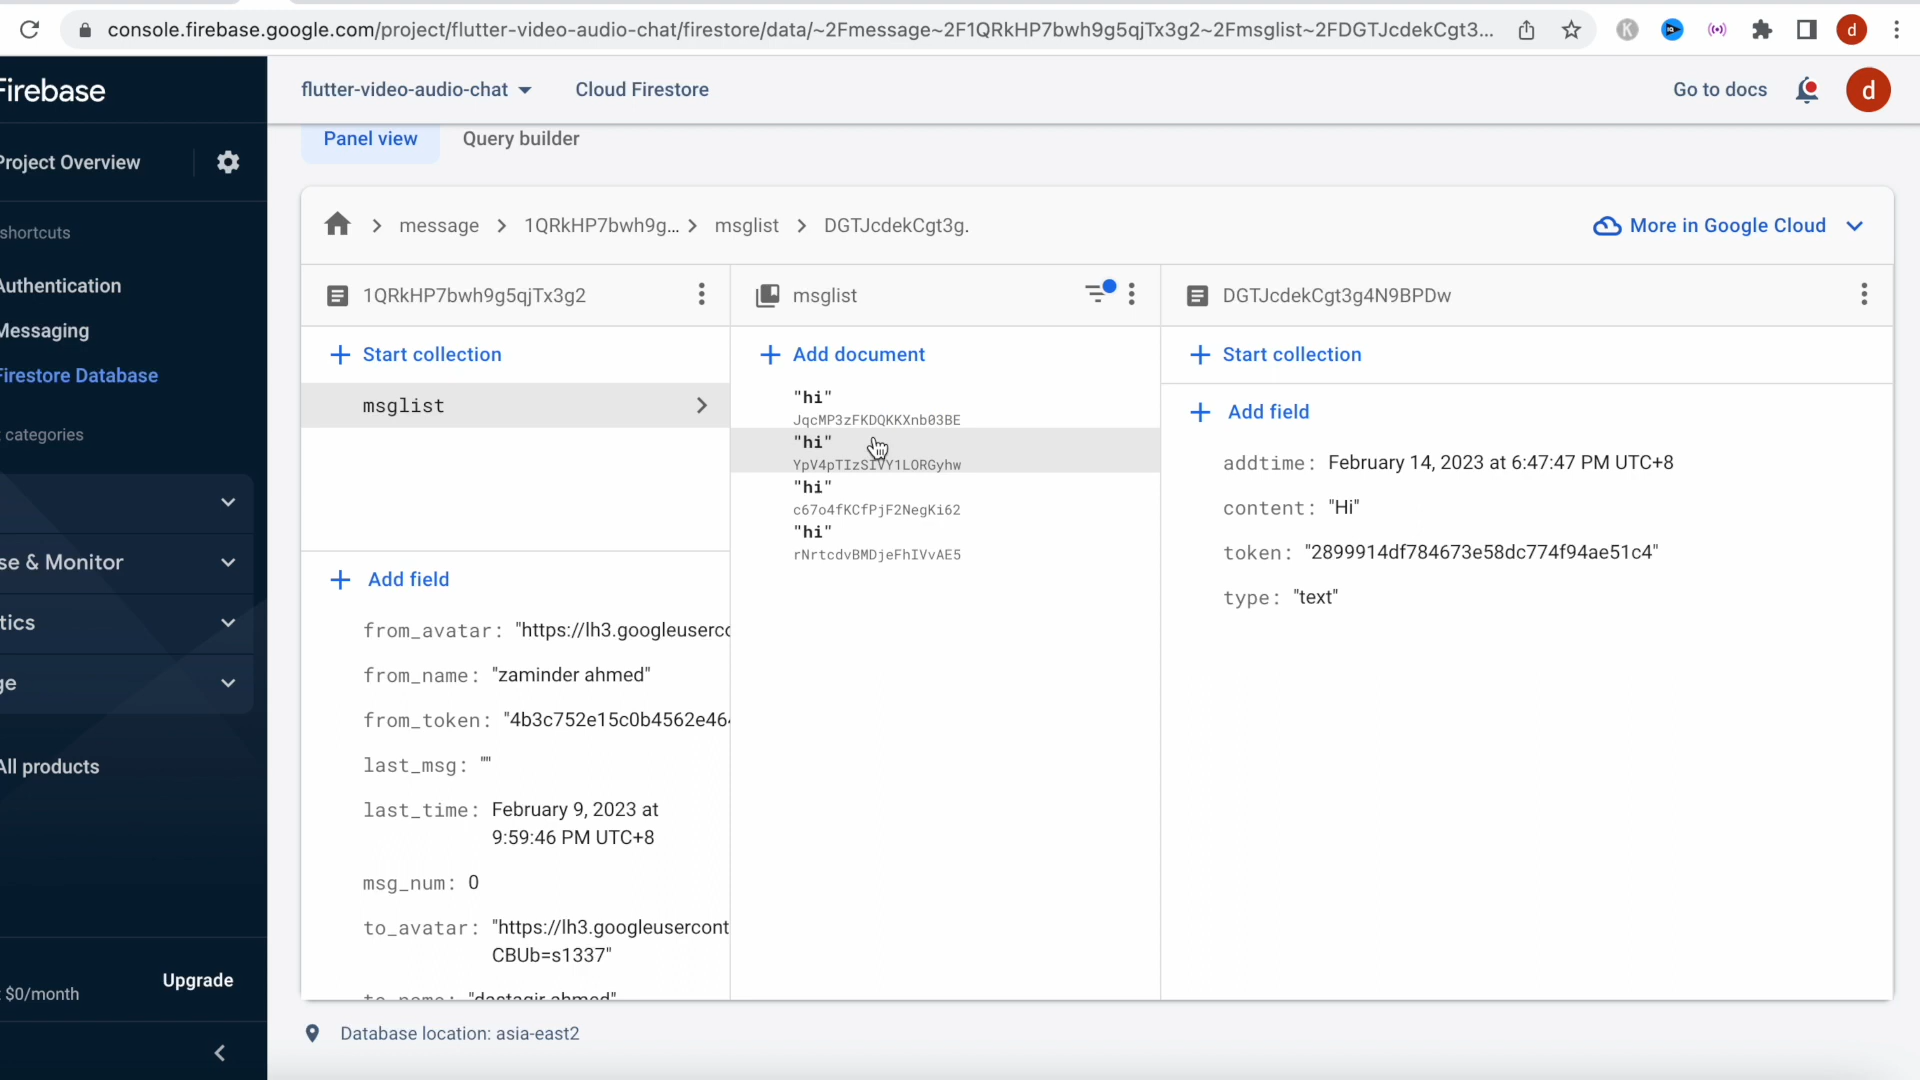 console.firebase.google.com/project/flutter-video-audio-chat/firestore/data/~2Fmessage~2F1QRkHP7bwh9g5qjTx3g2~2Fmsglist~2FDGTJcdekCgt3...
d
Firebase
flutter-video-audio-chat
Cloud Firestore
Go to docs
d
Project Overview
shortcuts
Authentication
Messaging
Firestore Database
categories
se & Monitor
tics
ge
All products
$0/month
Upgrade
Panel view
Query builder
message
1QRkHP7bwh9g...
msglist
DGTJcdekCgt3g.
More in Google Cloud
1QRkHP7bwh9g5qjTx3g2
Start collection
msglist
Add field
from_avatar: "https://lh3.googleuserco
from_name: "zaminder ahmed"
from_token: "4b3c752e15c0b4562e464
last_msg: ""
last_time: February 9, 2023 at
9:59:46 PM UTC+8
msg_num: 0
to_avatar: "https://lh3.googleusercont
CBUb=s1337"
to_name: "dastagir ahmed"
msglist
Add document
"hi"
JqcMP3zFKDQKKXnb03BE
"hi"
YpV4pTIzSIVY1LORGyhw
"hi"
c67o4fKCfPjF2NegKi62
"hi"
rNrtcdvBMDjeFhIVvAE5
DGTJcdekCgt3g4N9BPDw
Start collection
Add field
addtime: February 14, 2023 at 6:47:47 PM UTC+8
content: "Hi"
token: "2899914df784673e58dc774f94ae51c4"
type: "text"
Database location: asia-east2